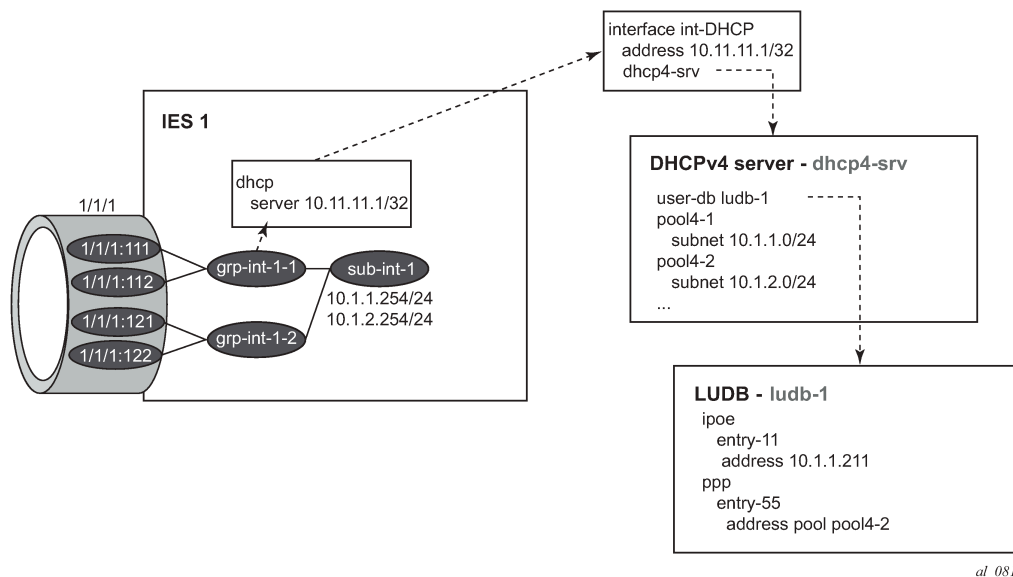 interface int-DHCP
address 10.11.11.1/32
dhcp4-srv
IES 1
dhcp
server 10.11.11.1/32
1/1/1
1/1/1:111
1/1/1:112
1/1/1:121
1/1/1:122
grp-int-1-1
grp-int-1-2
sub-int-1
10.1.1.254/24
10.1.2.254/24
DHCPv4 server - dhcp4-srv
user-db ludb-1
pool4-1
subnet 10.1.1.0/24
pool4-2
subnet 10.1.2.0/24
...
LUDB - ludb-1
ipoe
entry-11
address 10.1.1.211
ppp
entry-55
address pool pool4-2
al_081